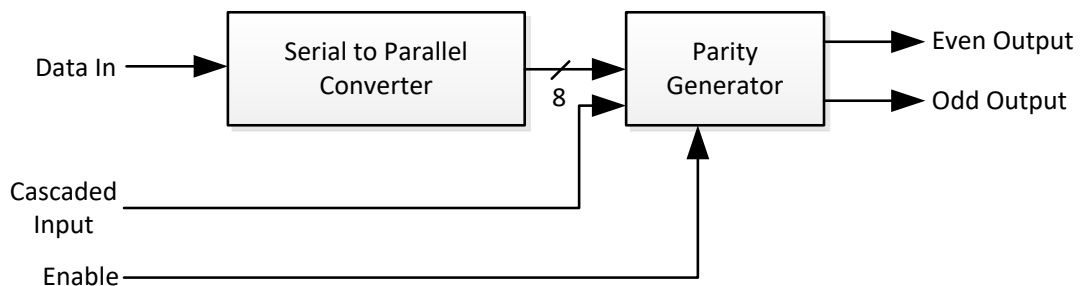 Data In
Serial to Parallel
Converter
8
Parity
Generator
Even Output
Odd Output
Cascaded
Input
Enable